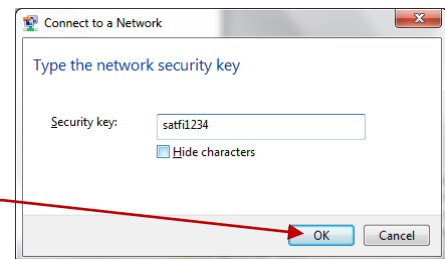 Connect to a Network
Type the network security key
Security key: satfi1234
Hide characters
OK Cancel